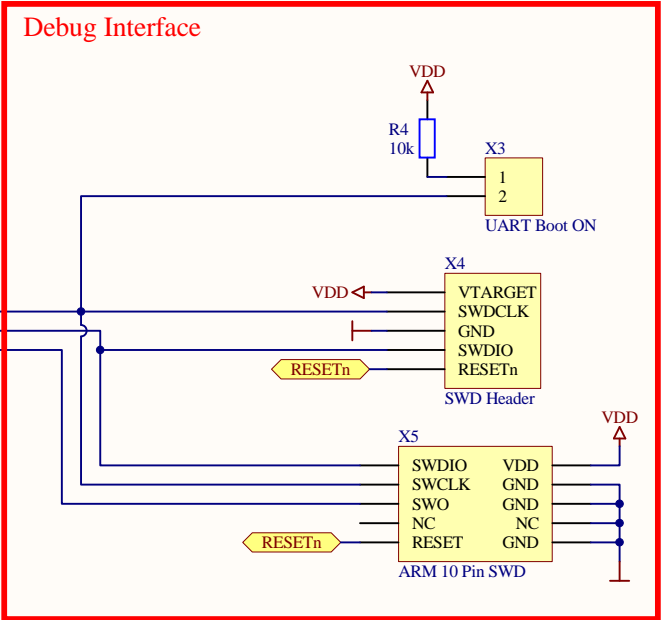 Debug Interface
VDD
R4
10k
X3
1
2
UART Boot ON
X4
VDD
VTARGET
SWDCLK
GND
SWDIO
RESETn
RESETn
SWD Header
VDD
X5
SWDIO VDD
SWCLK GND
SWO GND
NC NC
RESETn RESET GND
ARM 10 Pin SWD